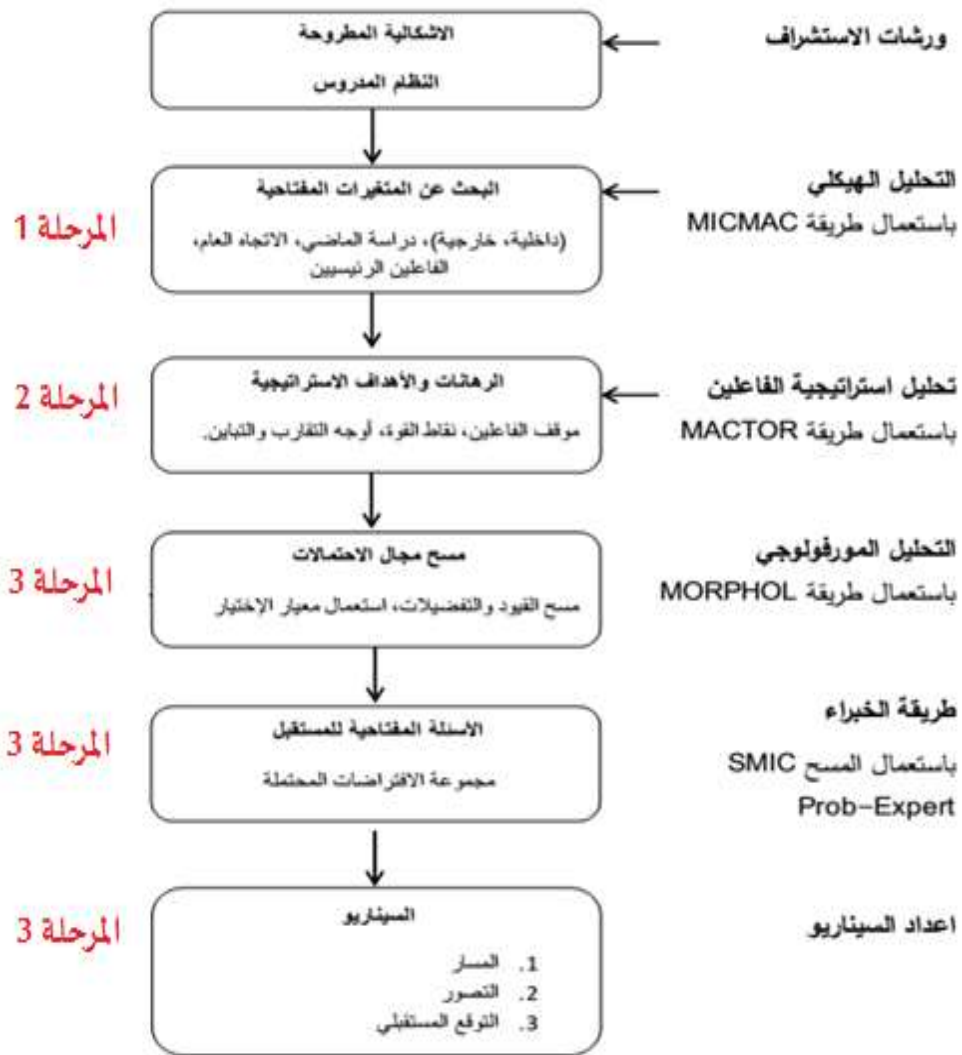 ورشات الاستشراف
الاشكالية المطروحة
النظام المدروس
التحليل الهيكلي
باستعمال طريقة MICMAC
البحث عن المتغيرات المفتاحية
(داخلية، خارجية)، دراسة الماضي، الاتجاه العام،
الفاعلين الرئيسيين
المرحلة 1
تحليل استراتيجية الفاعلين
باستعمال طريقة MACTOR
الرهانات والأهداف الاستراتيجية
موقف الفاعلين، نقاط القوة، أوجه التقارب والتباين.
المرحلة 2
التحليل المورفولوجي
باستعمال طريقة MORPHOL
مسح مجال الاحتمالات
مسح القيود والتفضيلات، استعمال معيار الإختيار
المرحلة 3
طريقة الخبراء
باستعمال المسح SMIC
Prob-Expert
الاسئلة المفتاحية للمستقبل
مجموعة الافتراضات المحتملة
المرحلة 3
اعداد السيناريو
السيناريو
1. المسار
2. التصور
3. التوقع المستقبلي
المرحلة 3